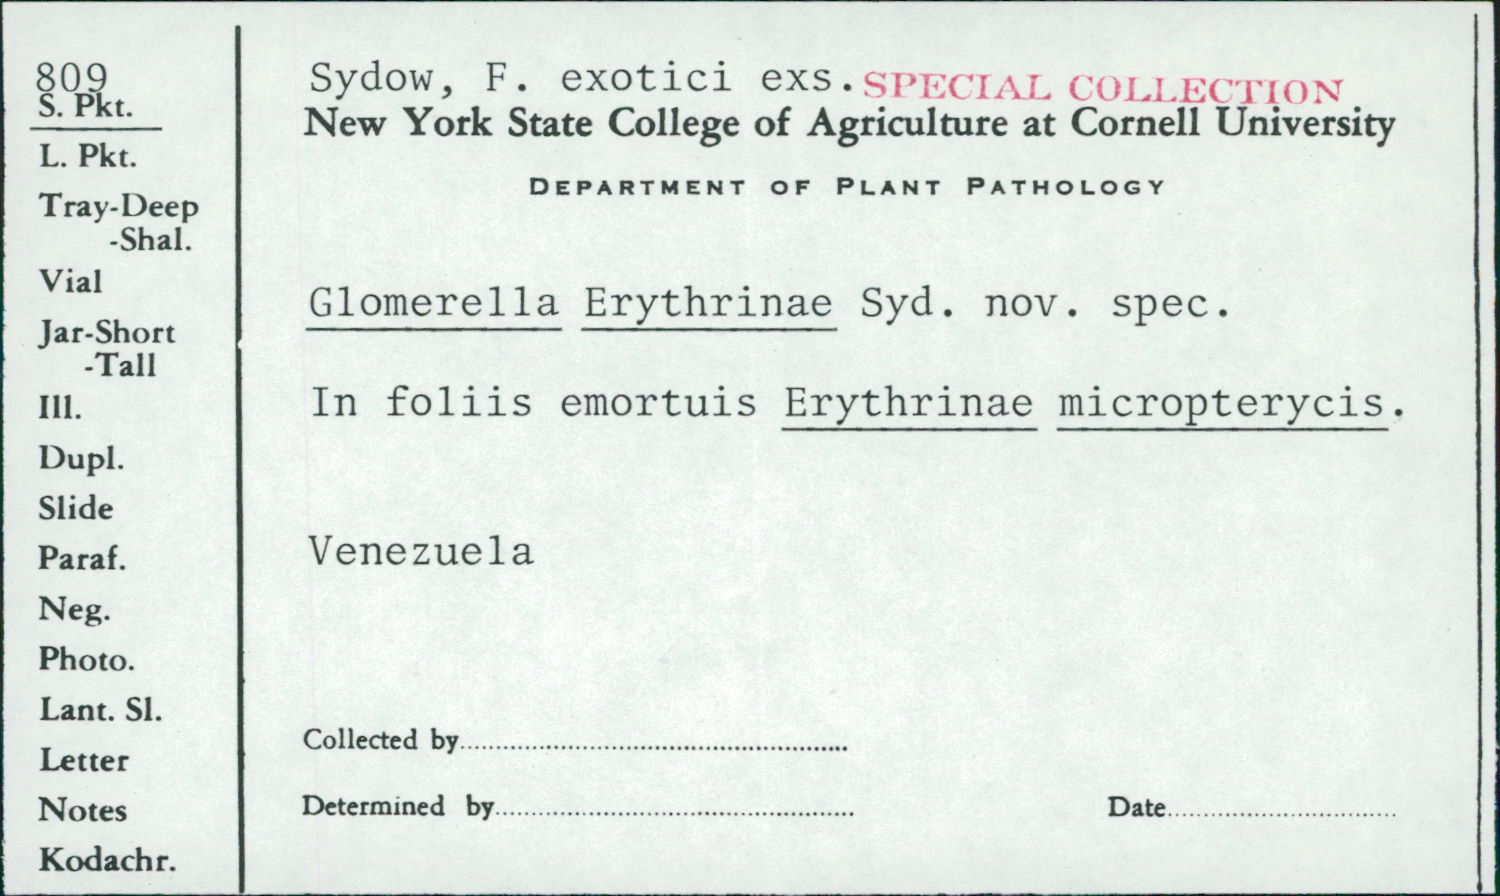 809
S. Pkt.
L. Pkt.
Tray-Deep
-Shal.
Vial
Jar-Short
-Tall
Ill.
Dupl.
Slide
Paraf.
Neg.
Photo.
Lant. Sl.
Letter
Notes
Kodachr.
Sydow, F. exotici exs. SPECIAL COLLECTION
New York State College of Agriculture at Cornell University
DEPARTMENT OF PLANT PATHOLOGY
Glomerella Erythrinae Syd. nov. spec.
In foliis emortuis Erythrinae micropterycis.
Venezuela
Collected by
Determined by Date